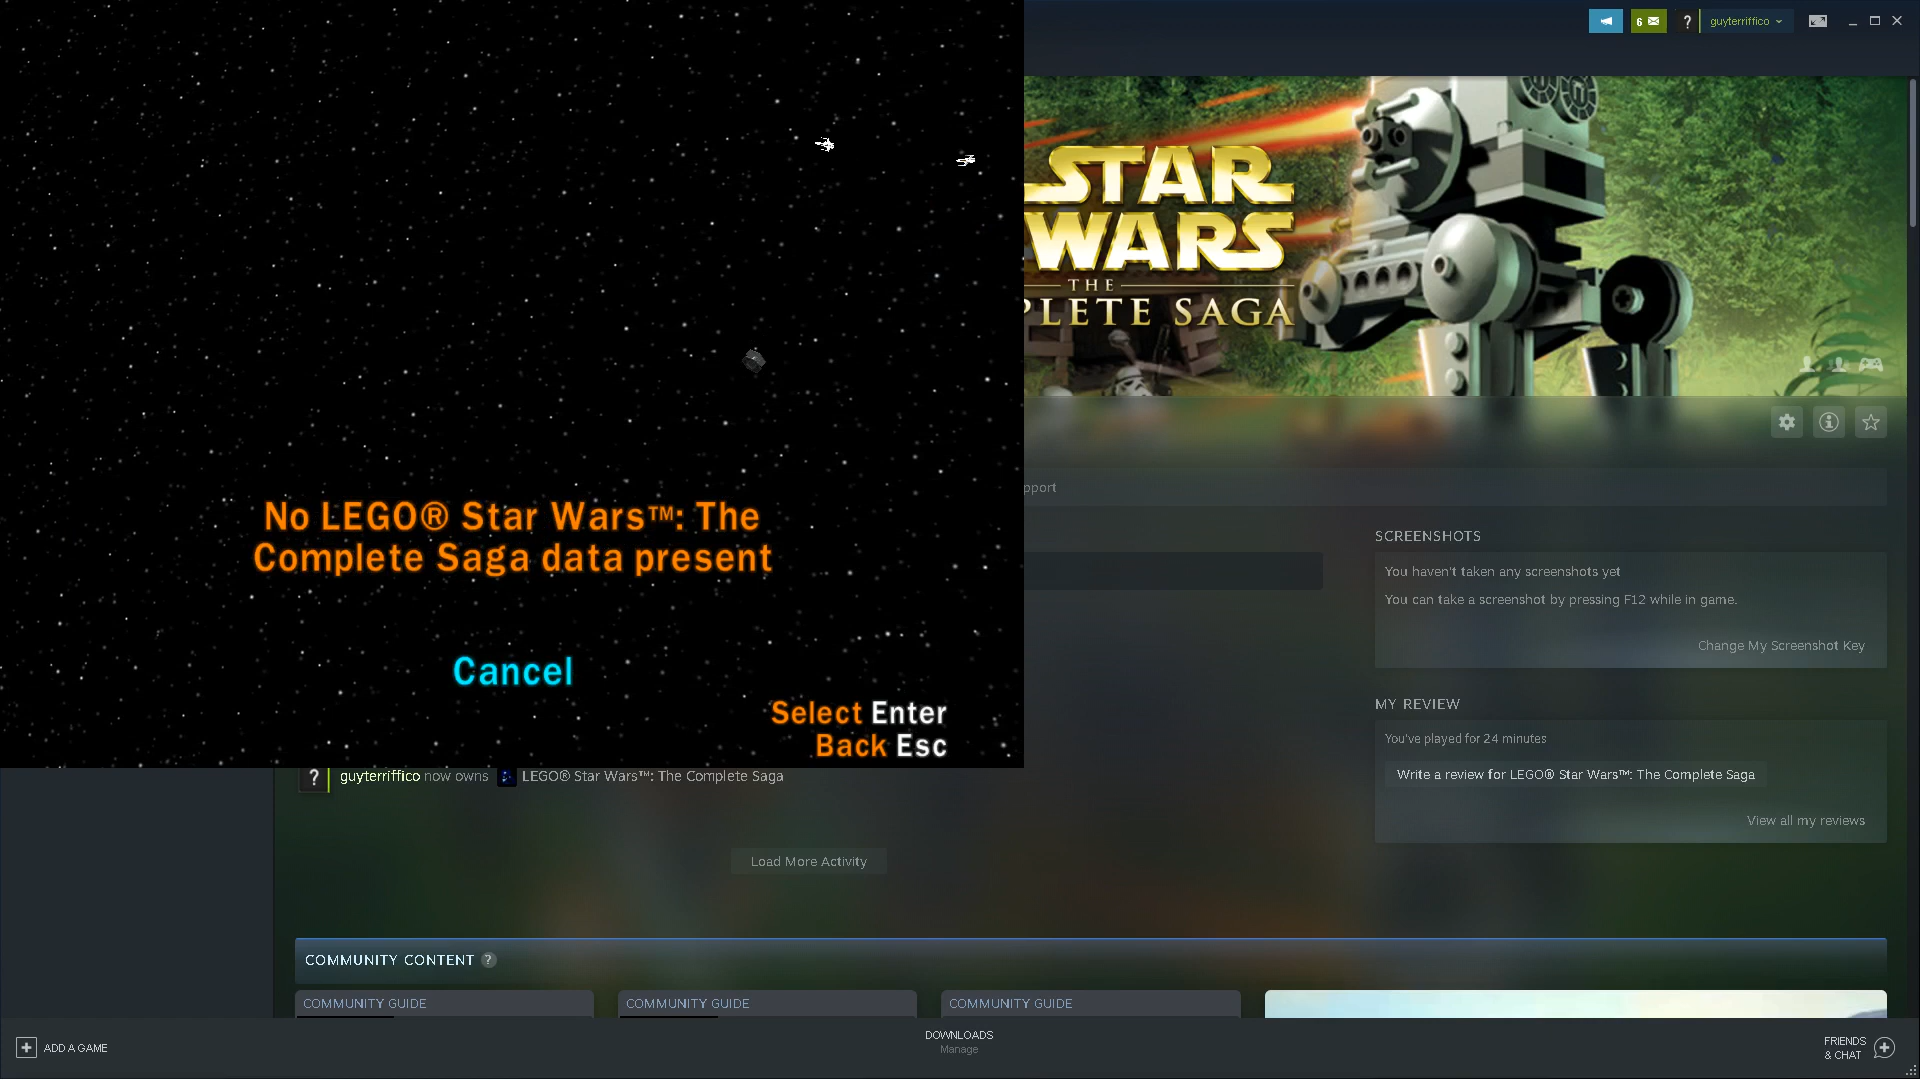 6
?
guyterriffico
STAR
WARS
THE
PLETE SAGA
pport
No LEGO® Star Wars™: The
Complete Saga data present
Cancel
Select Enter
Back Esc
SCREENSHOTS
You haven't taken any screenshots yet
You can take a screenshot by pressing F12 while in game.
Change My Screenshot Key
MY REVIEW
You've played for 24 minutes
Write a review for LEGO® Star Wars™: The Complete Saga
View all my reviews
? guyterriffico now owns LEGO® Star Wars™: The Complete Saga
Load More Activity
COMMUNITY CONTENT ?
COMMUNITY GUIDE
COMMUNITY GUIDE
COMMUNITY GUIDE
ADD A GAME
DOWNLOADS
Manage
FRIENDS
& CHAT